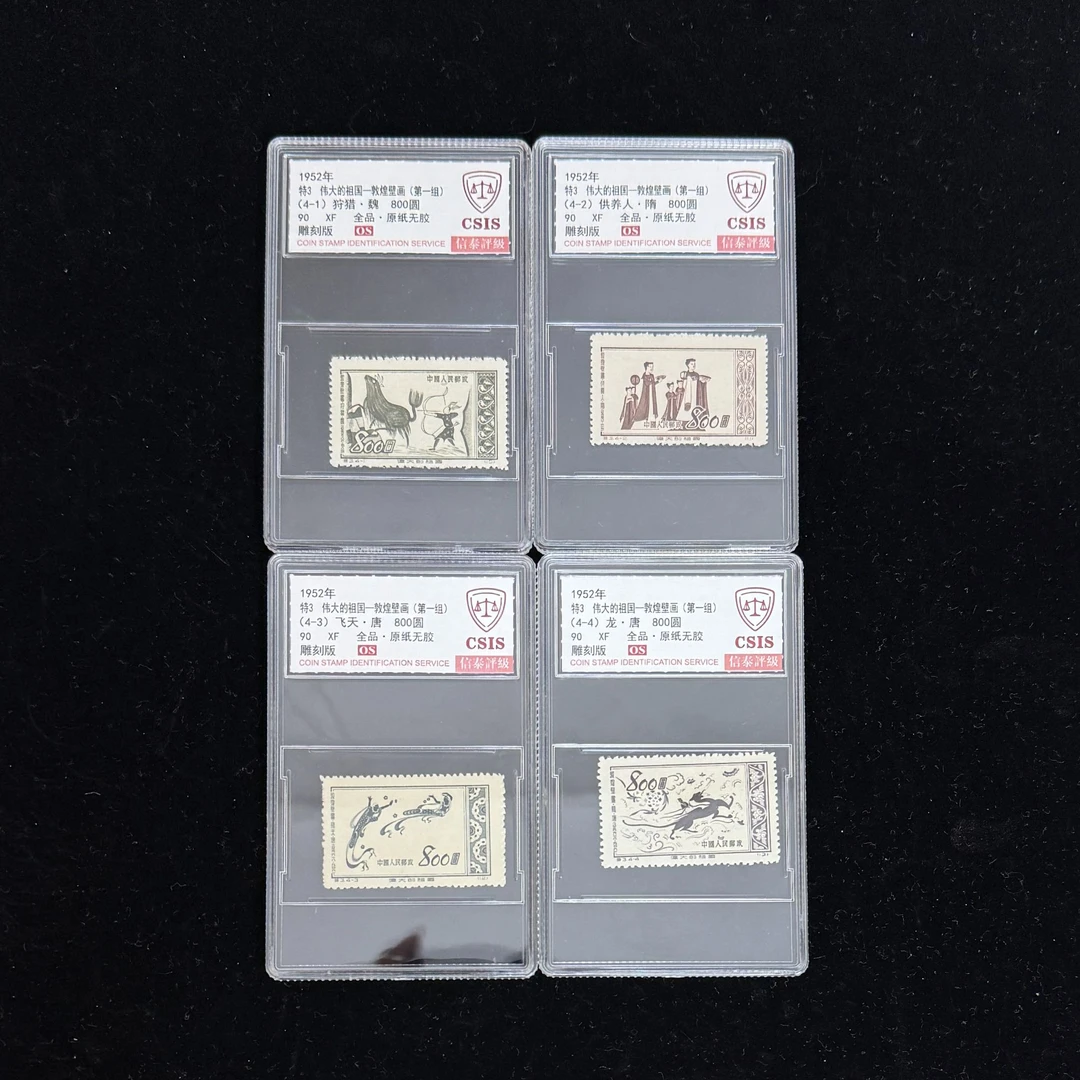 1952年
特3 伟大的祖国—敦煌壁画（第一组）
(4-1) 狩猎·魏 800圆
90 XF 全品·原纸无胶
雕刻版 OS
COIN STAMP IDENTIFICATION SERVICE
CSIS
信泰評級
中國人民郵政
800圓
1952年
特3 伟大的祖国—敦煌壁画（第一组）
(4-2) 供养人·隋 800圆
90 XF 全品·原纸无胶
雕刻版 OS
COIN STAMP IDENTIFICATION SERVICE
CSIS
信泰評級
中國人民郵政
800圓
1952年
特3 伟大的祖国—敦煌壁画（第一组）
(4-3) 飞天·唐 800圆
90 XF 全品·原纸无胶
雕刻版 OS
COIN STAMP IDENTIFICATION SERVICE
CSIS
信泰評級
中國人民郵政
800圓
1952年
特3 伟大的祖国—敦煌壁画（第一组）
(4-4) 龙·唐 800圆
90 XF 全品·原纸无胶
雕刻版 OS
COIN STAMP IDENTIFICATION SERVICE
CSIS
信泰評級
800圓
中國人民郵政